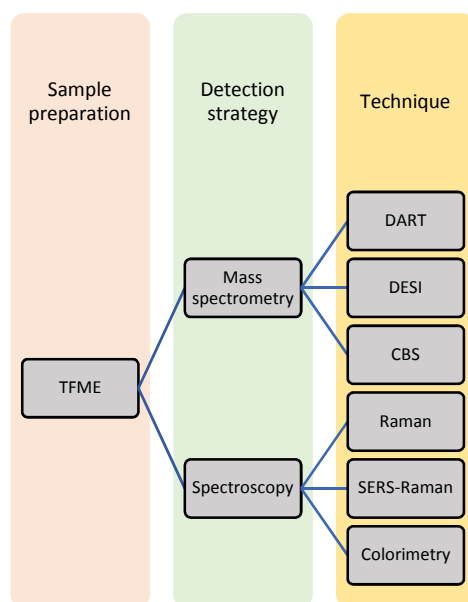 Sample
preparation
Detection
strategy
Technique
DART
Mass
spectrometry
DESI
CBS
TFME
Raman
Spectroscopy
SERS-Raman
Colorimetry